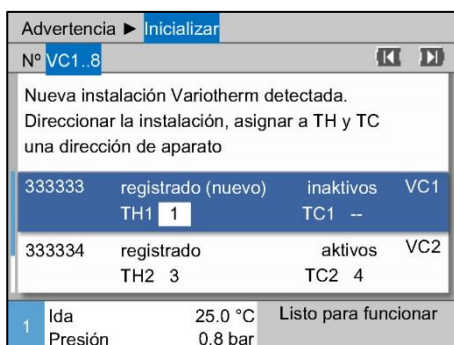 Advertencia ► Inicializar
Nº VC1..8
Nueva instalación Variotherm detectada.
Direccionar la instalación, asignar a TH y TC
una dirección de aparato
333333 registrado (nuevo) inaktivos VC1
TH1 1 TC1 --
333334 registrado aktivos VC2
TH2 3 TC2 4
1 Ida 25.0 °C Listo para funcionar
Presión 0.8 bar